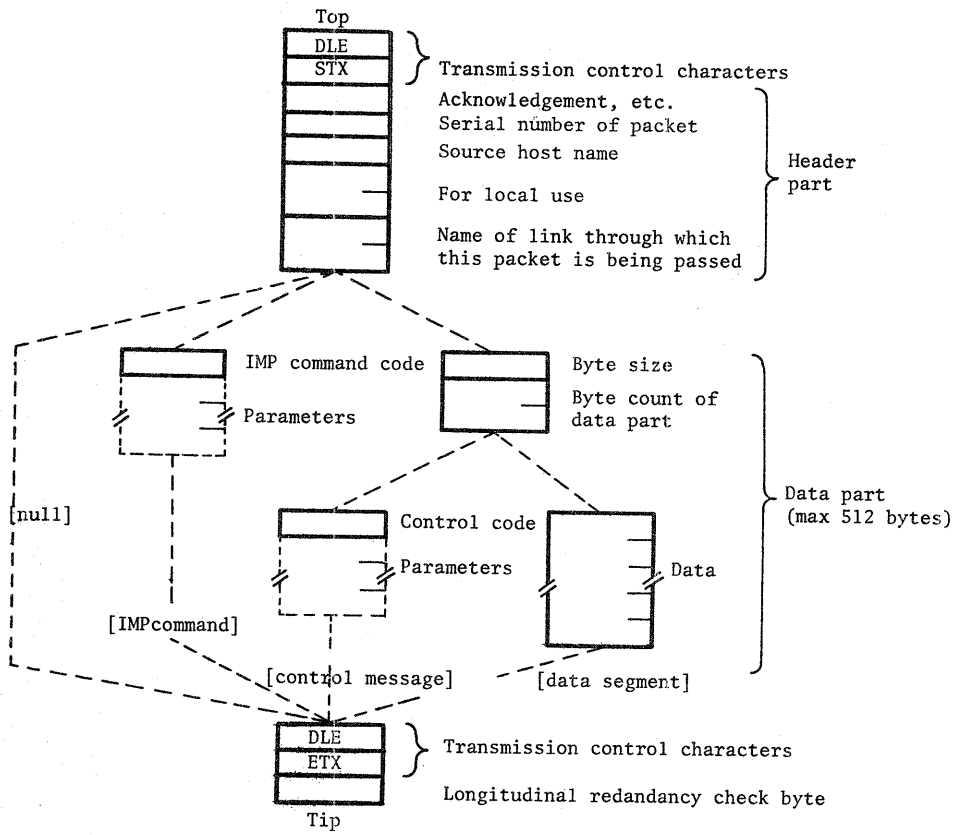 Top
DLE
STX
Transmission control characters
Acknowledgement, etc.
Serial number of packet
Source host name
For local use
Name of link through which
this packet is being passed
Header
part
IMP command code
Parameters
Byte size
Byte count of
data part
[null]
Control code
Parameters
Data
Data part
(max 512 bytes)
[IMPcommand]
[control message]
[data segment]
DLE
ETX
Transmission control characters
Longitudinal redandancy check byte
Tip